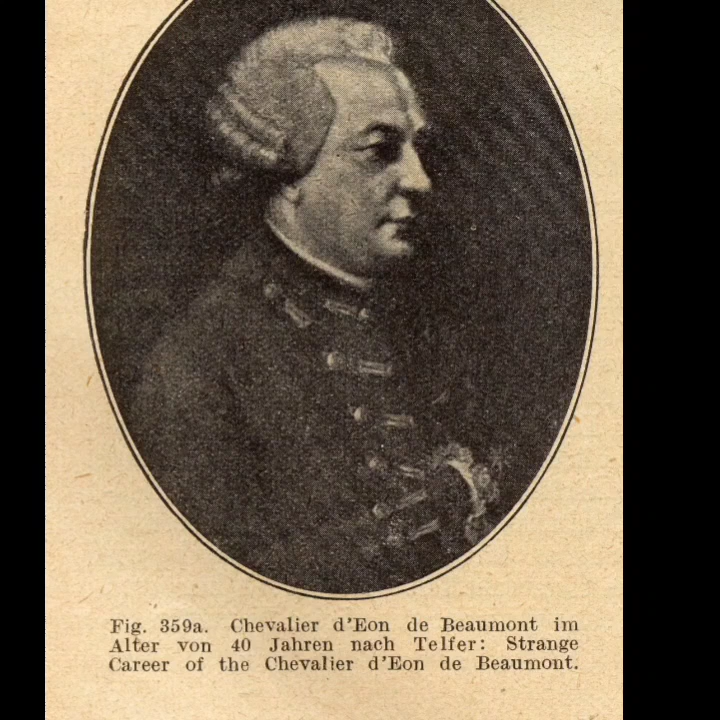 Fig. 359a. Chevalier d'Eon de Beaumont im
Alter von 40 Jahren nach Telfer: Strange
Career of the Chevalier d'Eon de Beaumont.